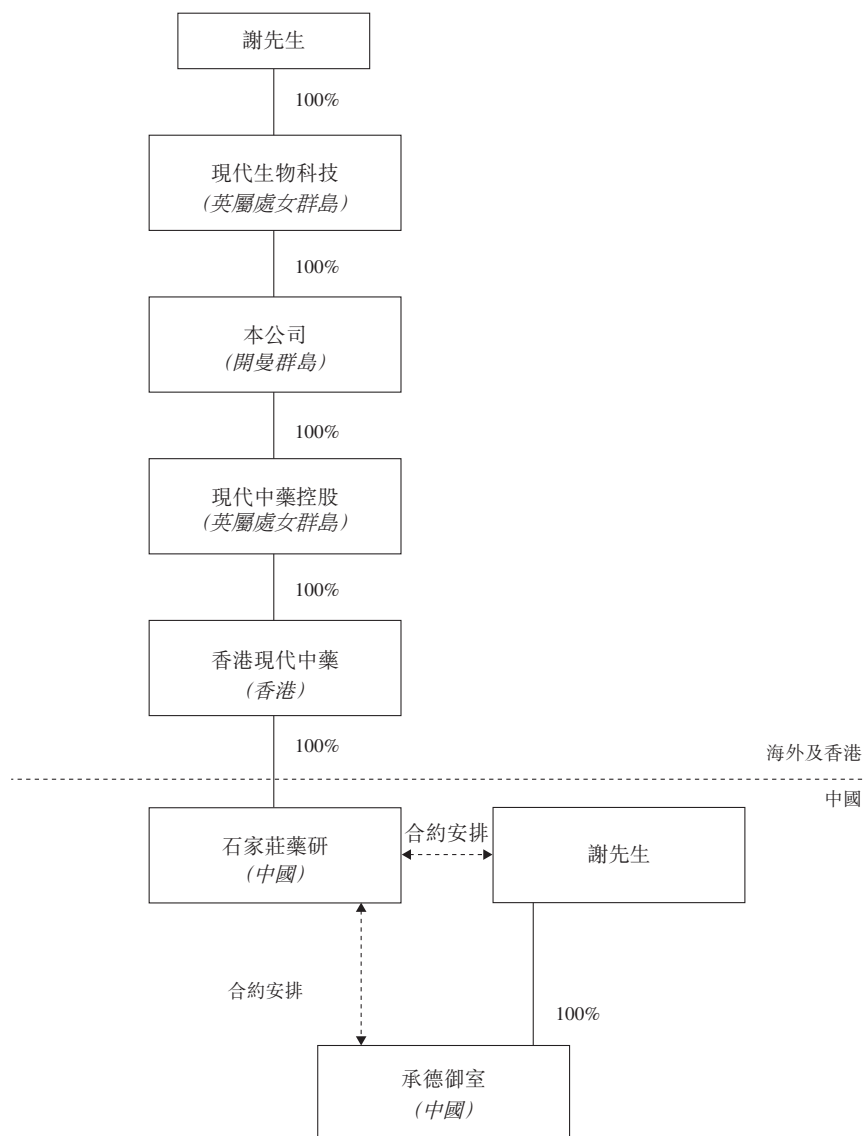 謝先生
100%
現代生物科技
(英屬處女群島)
100%
本公司
(開曼群島)
100%
現代中藥控股
(英屬處女群島)
100%
香港現代中藥
(香港)
100%
海外及香港
中國
石家莊藥研
(中國)
合約安排
謝先生
合約安排
100%
承德御室
(中國)